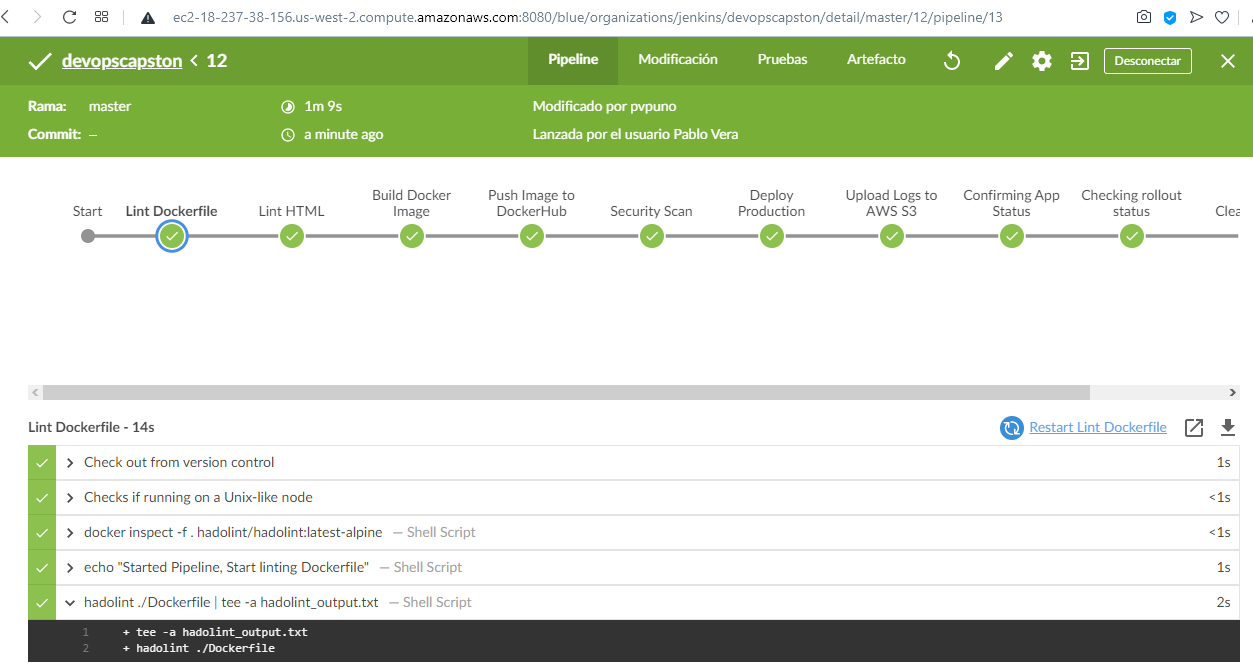 ec2-18-237-38-156.us-west-2.compute.amazonaws.com:8080/blue/organizations/jenkins/devopscapston/detail/master/12/pipeline/13
devopscapston < 12
Pipeline Modificación Pruebas Artefacto Desconectar
Rama: master 1m 9s Modificado por pvpuno
Commit: – a minute ago Lanzada por el usuario Pablo Vera
Start
Lint Dockerfile
Lint HTML
Build Docker
Image
Push Image to
DockerHub
Security Scan
Deploy
Production
Upload Logs to
AWS S3
Confirming App
Status
Checking rollout
status
Clea
Lint Dockerfile - 14s Restart Lint Dockerfile
Check out from version control 1s
Checks if running on a Unix-like node <1s
docker inspect -f . hadolint/hadolint:latest-alpine — Shell Script <1s
echo "Started Pipeline, Start linting Dockerfile" — Shell Script 1s
hadolint ./Dockerfile | tee -a hadolint_output.txt — Shell Script 2s
1 + tee -a hadolint_output.txt
2 + hadolint ./Dockerfile